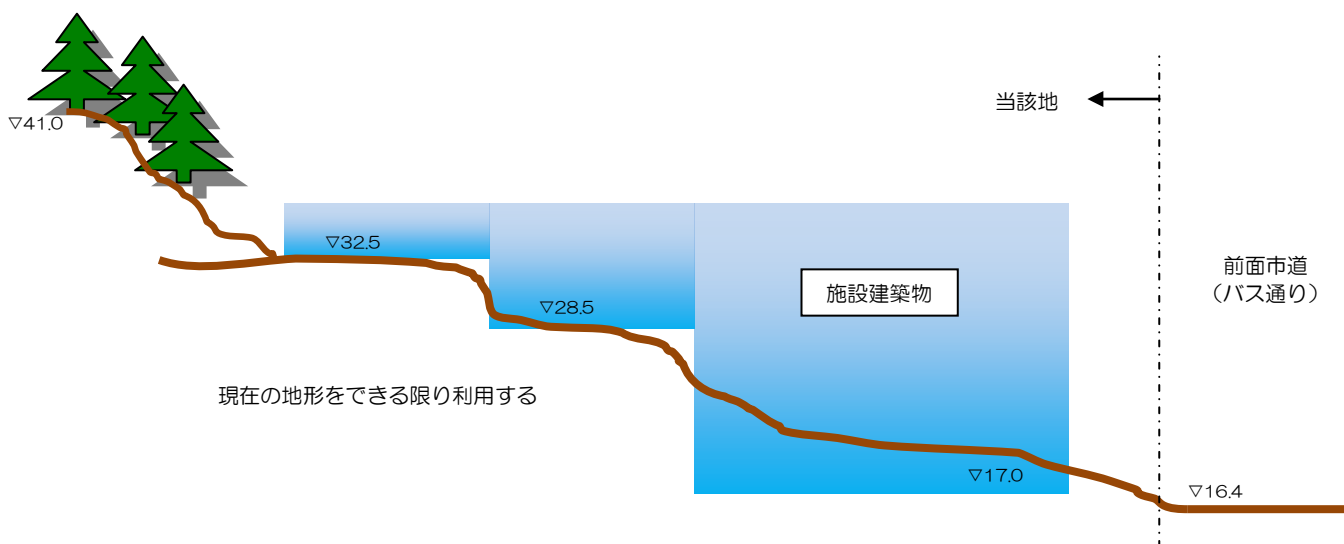 ▽41.0
当該地
▽32.5
▽28.5
施設建築物
前面市道
（バス通り）
現在の地形をできる限り利用する
▽17.0
▽16.4